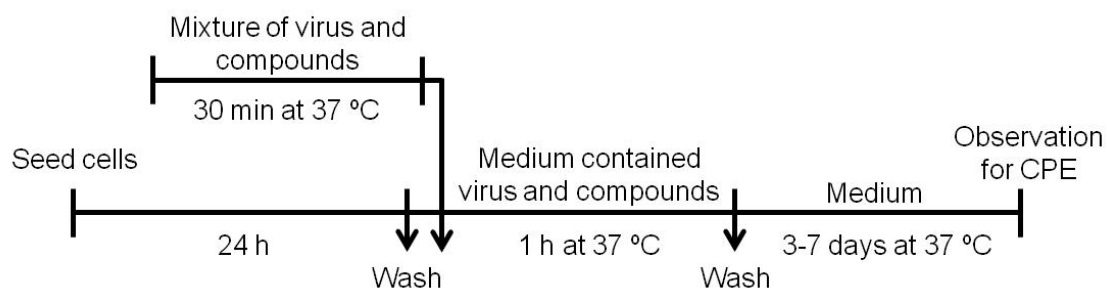 Mixture of virus and
compounds
30 min at 37 ºC
Seed cells
Medium contained
virus and compounds
Medium
Observation
for CPE
24 h
1 h at 37 ºC
3-7 days at 37 ºC
Wash
Wash